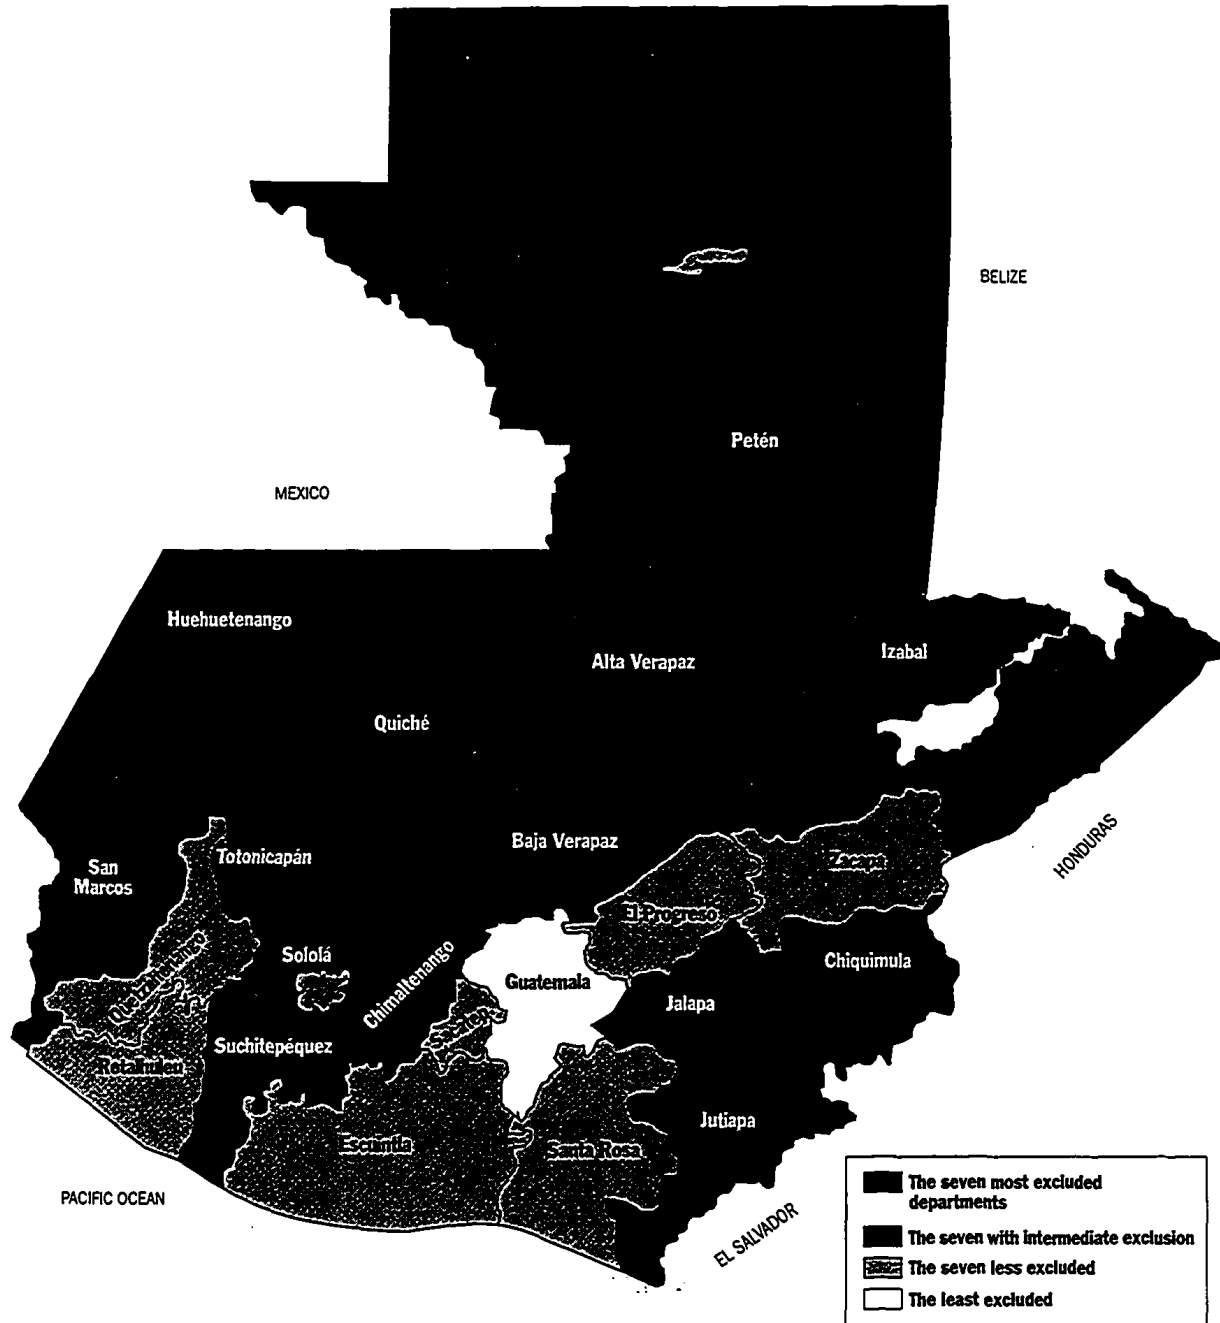 BELIZE
Petén
MEXICO
Huehuetenango
Alta Verapaz
Izabal
Quiché
Baja Verapaz
Totonicapán
San
Marcos
Zacapa
HONDURAS
El Progreso
Quetzaltenango
Sololá
Chimaltenango
Guatemala
Chiquimula
Jalapa
Suchitepéquez
Escuintla
Santa Rosa
Jutiapa
PACIFIC OCEAN
EL SALVADOR
The seven most excluded
departments
The seven with intermediate exclusion
The seven less excluded
The least excluded